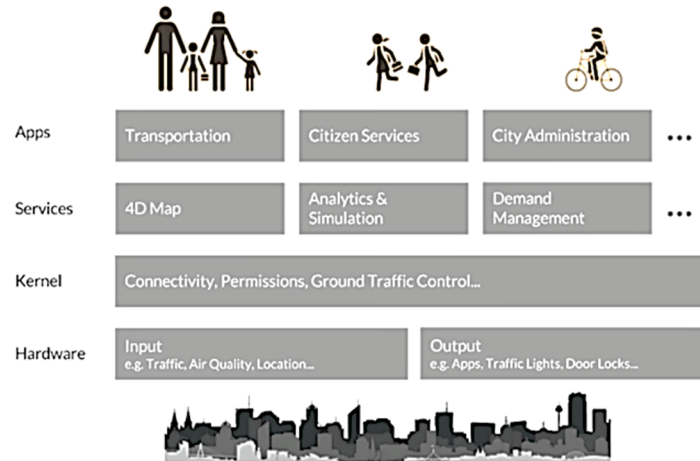 Apps
Transportation
Citizen Services
City Administration
...
Services
4D Map
Analytics &
Simulation
Demand
Management
...
Kernel
Connectivity, Permissions, Ground Traffic Control...
Hardware
Input
e.g. Traffic, Air Quality, Location...
Output
e.g. Apps, Traffic Lights, Door Locks...